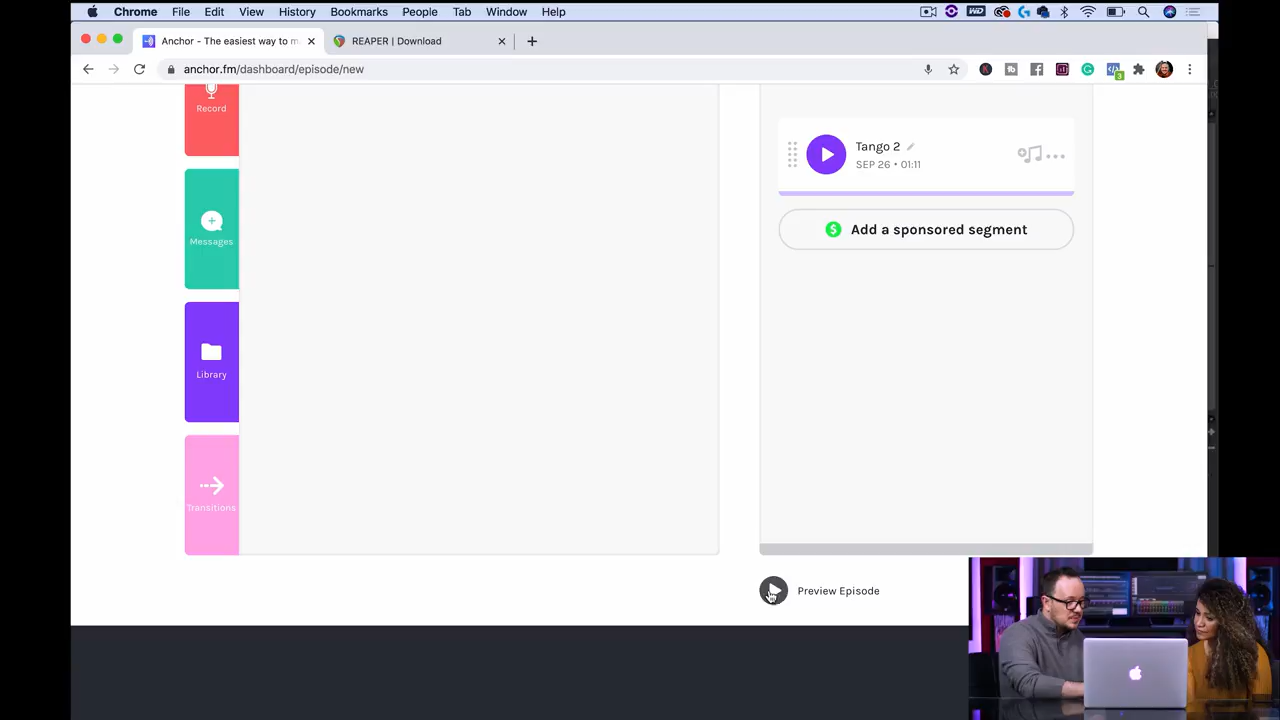 Chrome File Edit View History Bookmarks People Tab Window Help
Anchor - The easiest way to m
REAPER | Download
anchor.fm/dashboard/episode/new
3
Record
Messages
Library
Transitions
Tango 2
SEP 26 • 01:11
$ Add a sponsored segment
Preview Episode